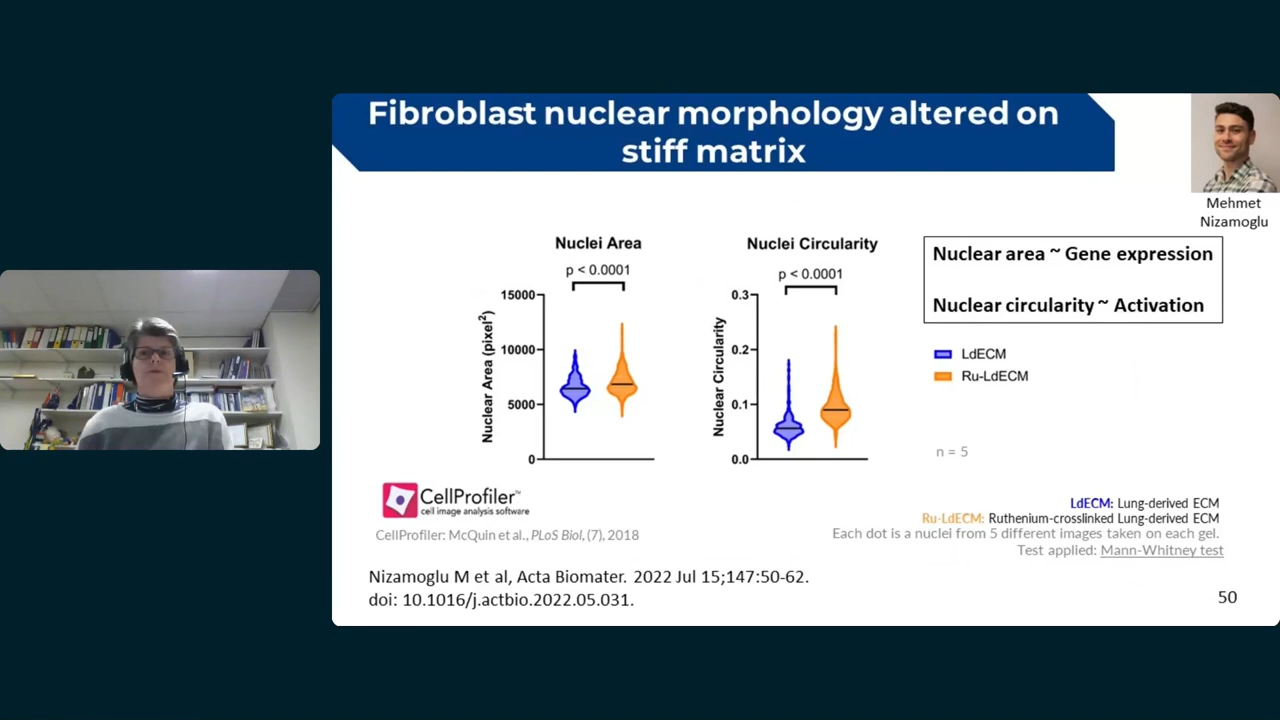 Fibroblast nuclear morphology altered on
stiff matrix
Mehmet
Nizamoglu
Nuclei Area
p < 0.0001
15000
10000
5000
0
Nuclear Area (pixel²)
Nuclei Circularity
p < 0.0001
0.3
0.2
0.1
0.0
Nuclear Circularity
Nuclear area ~ Gene expression
Nuclear circularity ~ Activation
LdECM
Ru-LdECM
n = 5
CellProfiler™
cell image analysis software
CellProfiler: McQuin et al., PLoS Biol, (7), 2018
LdECM: Lung-derived ECM
Ru-LdECM: Ruthenium-crosslinked Lung-derived ECM
Each dot is a nuclei from 5 different images taken on each gel.
Test applied: Mann-Whitney test
Nizamoglu M et al, Acta Biomater. 2022 Jul 15;147:50-62.
doi: 10.1016/j.actbio.2022.05.031.
50